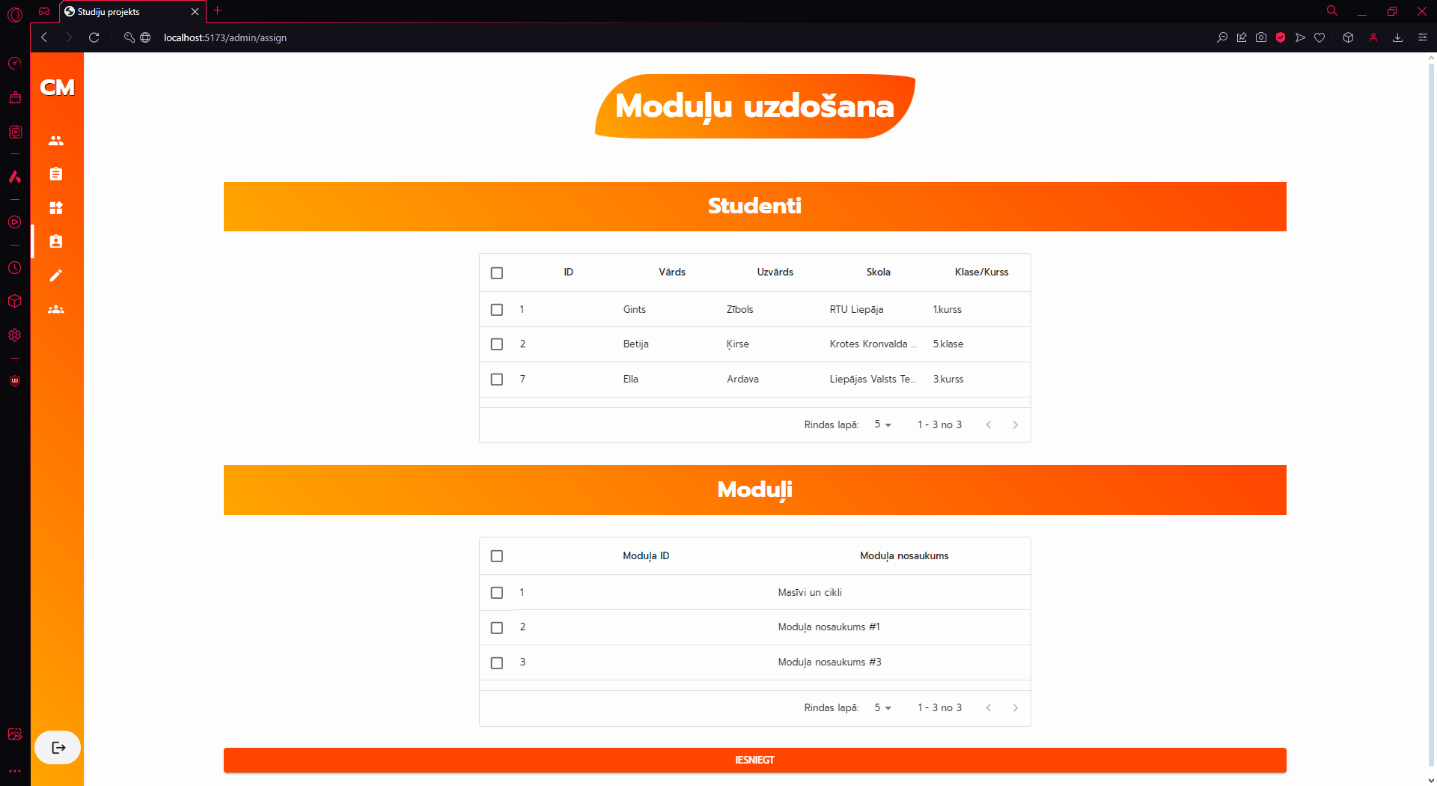 Studiju projekts
localhost:5173/admin/assign
CM
Moduļu uzdošana
Studenti
ID Vārds Uzvārds Skola Klase/Kurss
1 Gints Zībols RTU Liepāja 1.kurss
2 Betija Ķirse Krotes Kronvalda ... 5.klase
7 Ella Ardava Liepājas Valsts Te... 3.kurss
Rindas lapā: 5 1 - 3 no 3
Moduļi
Moduļa ID Moduļa nosaukums
1 Masīvi un cikli
2 Moduļa nosaukums #1
3 Moduļa nosaukums #3
Rindas lapā: 5 1 - 3 no 3
IESNIEGT